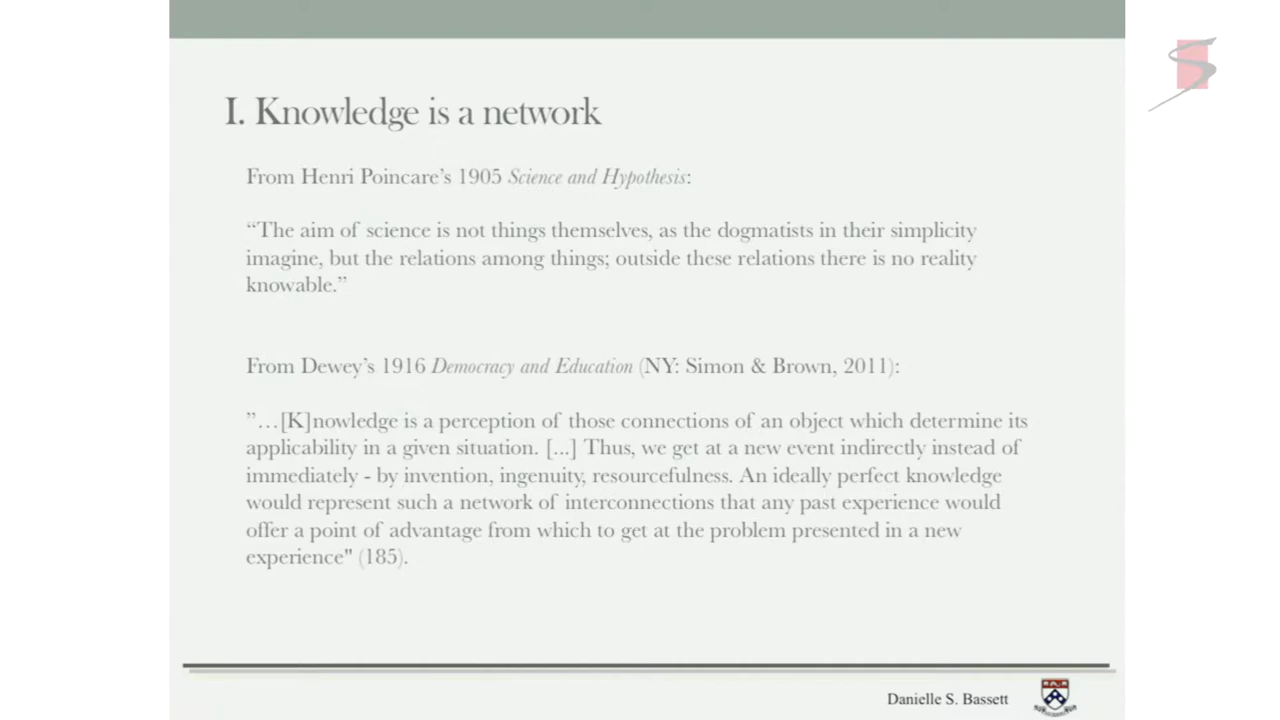 I. Knowledge is a network
From Henri Poincare's 1905 Science and Hypothesis:
“The aim of science is not things themselves, as the dogmatists in their simplicity
imagine, but the relations among things; outside these relations there is no reality
knowable.”
From Dewey's 1916 Democracy and Education (NY: Simon & Brown, 2011):
”…[K]nowledge is a perception of those connections of an object which determine its
applicability in a given situation. [...] Thus, we get at a new event indirectly instead of
immediately - by invention, ingenuity, resourcefulness. An ideally perfect knowledge
would represent such a network of interconnections that any past experience would
offer a point of advantage from which to get at the problem presented in a new
experience" (185).
Danielle S. Bassett